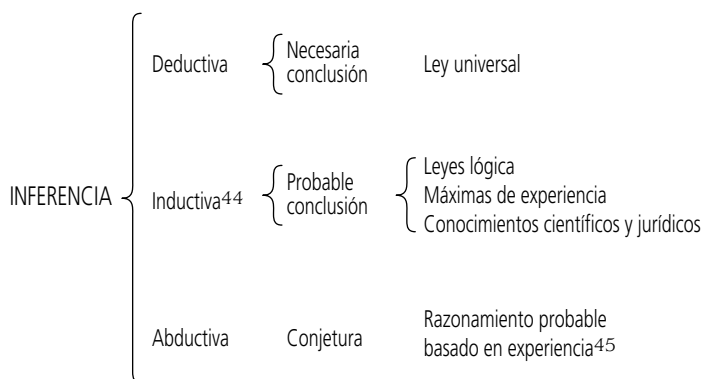 INFERENCIA
Deductiva
Necesaria
conclusión
Ley universal
Inductiva44
Probable
conclusión
Leyes lógica
Máximas de experiencia
Conocimientos científicos y jurídicos
Abductiva
Conjetura
Razonamiento probable
basado en experiencia45